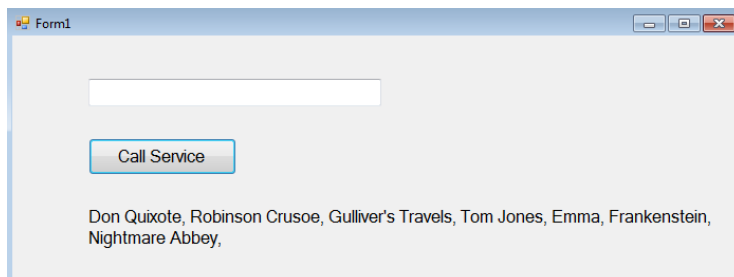 Form1
Call Service
Don Quixote, Robinson Crusoe, Gulliver's Travels, Tom Jones, Emma, Frankenstein,
Nightmare Abbey,